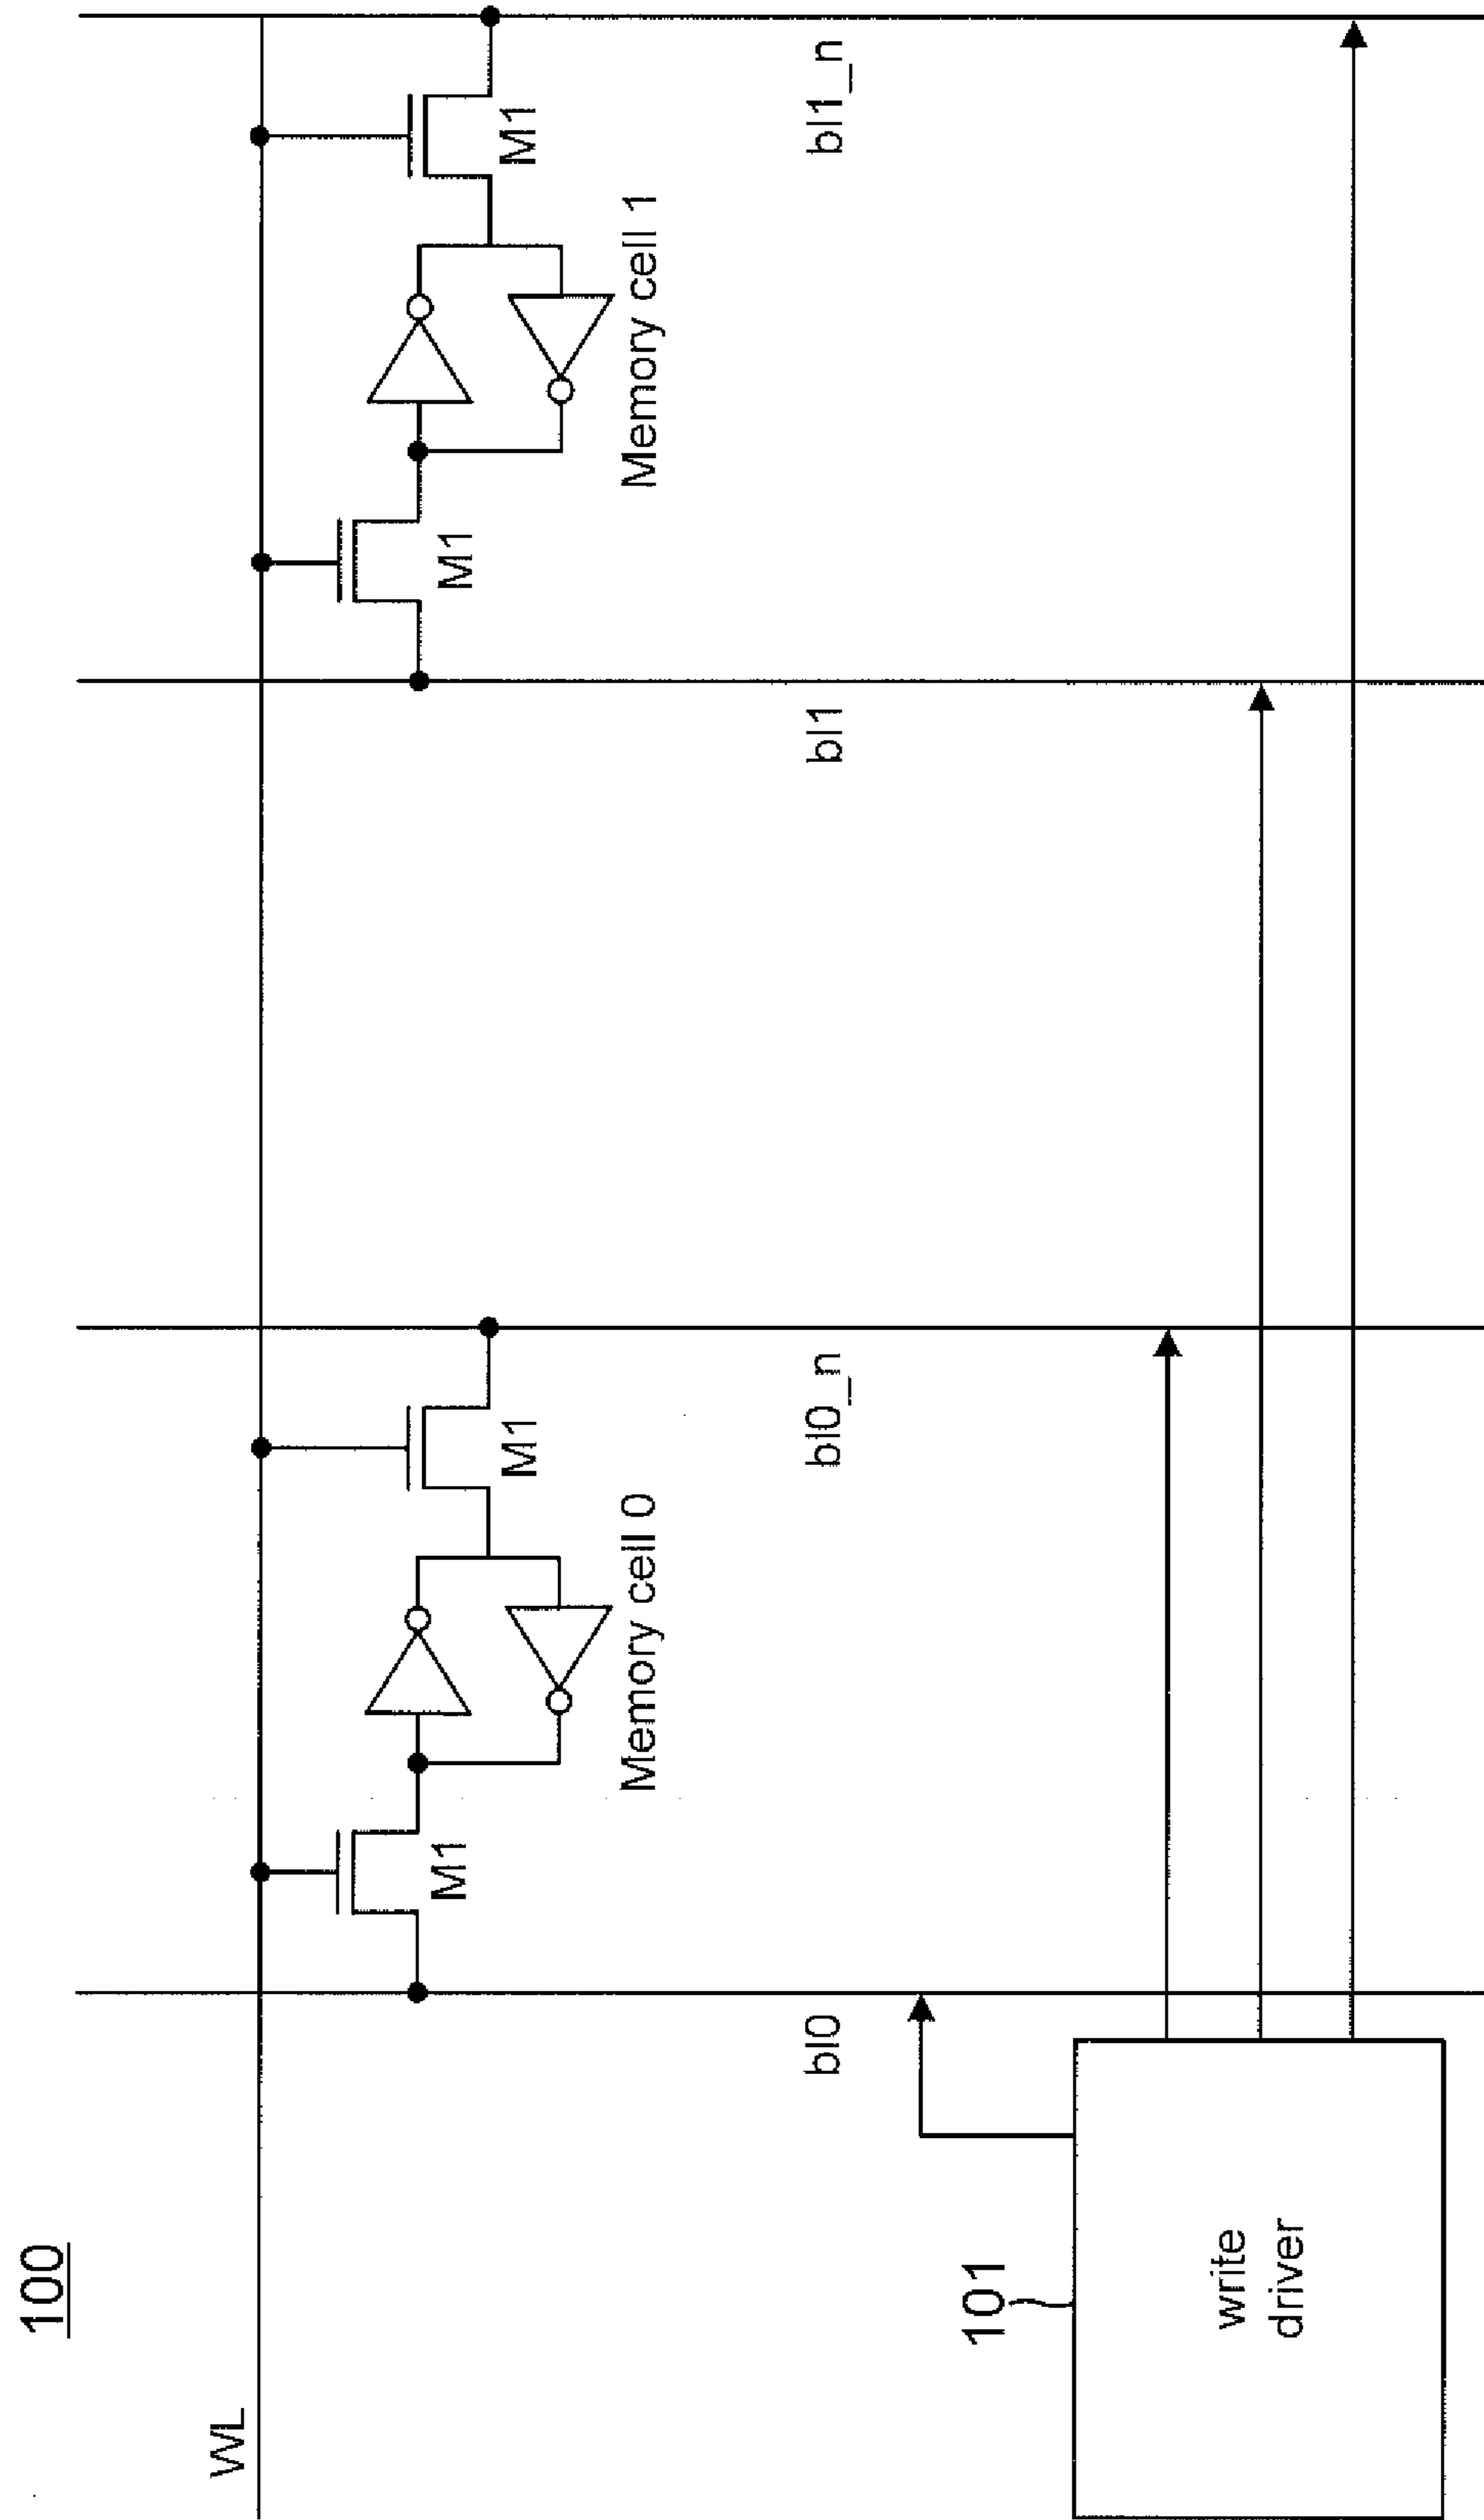 100
WL
M1
M1
M1
M1
Memory cell 0
Memory cell 1
bl0
bl0_n
bl1
bl1_n
101
write
driver